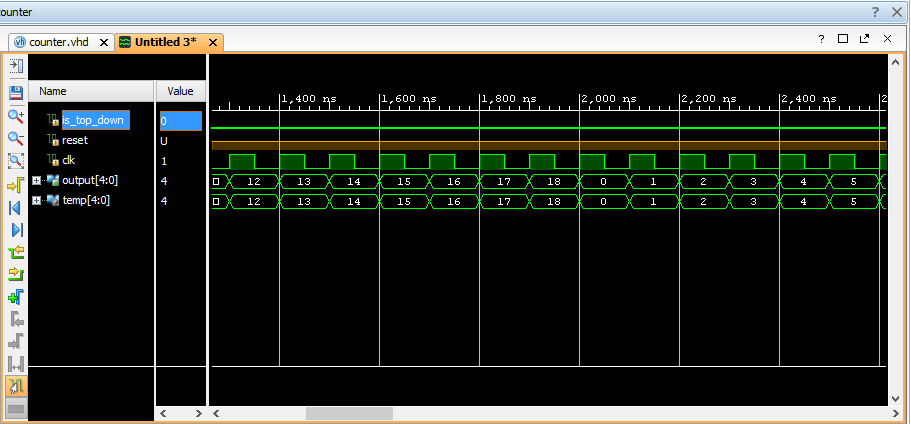 counter
? ×
vh counter.vhd × Untitled 3* × ? ×
1,400 ns 1,600 ns 1,800 ns 2,000 ns 2,200 ns 2,400 ns 2
Name Value
is_top_down 0
reset U
clk 1
output[4:0] 4 12 13 14 15 16 17 18 0 1 2 3 4 5
temp[4:0] 4 12 13 14 15 16 17 18 0 1 2 3 4 5